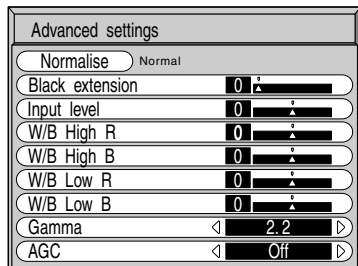 Advanced settings
Normalise Normal
Black extension 0
Input level 0
W/B High R 0
W/B High B 0
W/B Low R 0
W/B Low B 0
Gamma 2.2
AGC Off